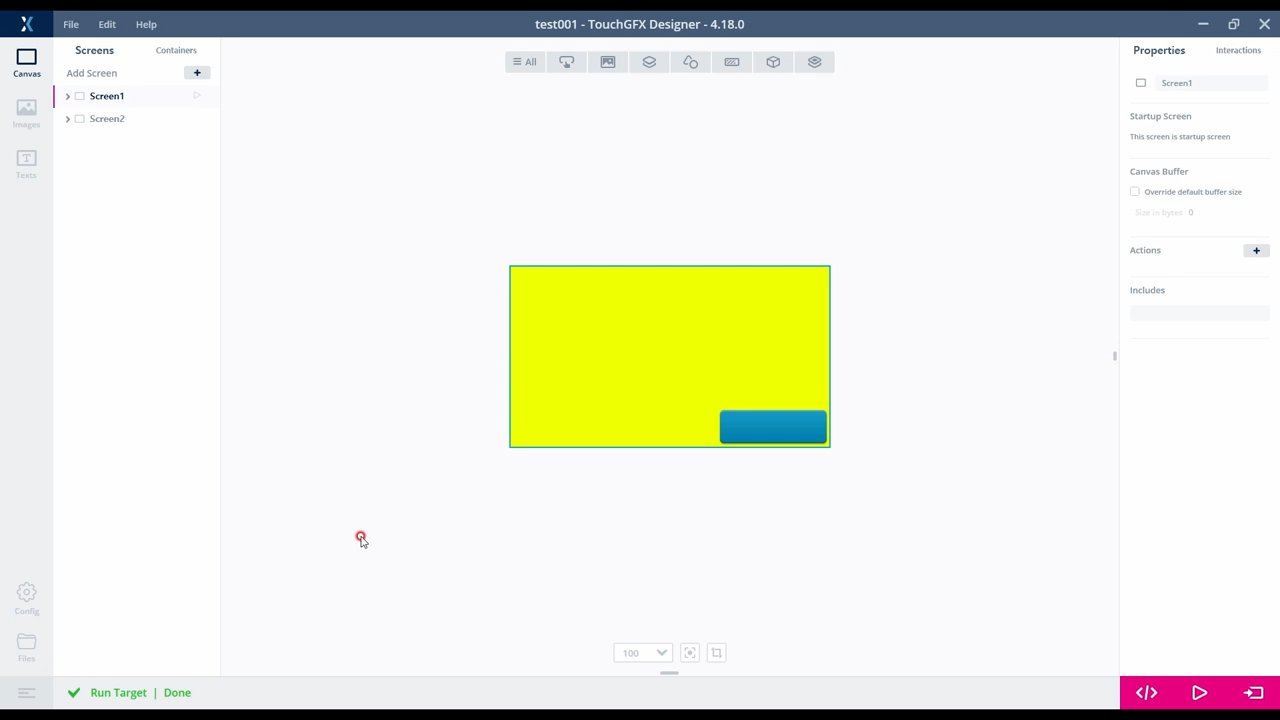 File Edit Help
test001 - TouchGFX Designer - 4.18.0
Canvas
Images
Texts
Config
Files
Screens Containers
Add Screen +
Screen1
Screen2
All
100
Properties Interactions
Screen1
Startup Screen
This screen is startup screen
Canvas Buffer
Override default buffer size
Size in bytes 0
Actions +
Includes
Run Target | Done